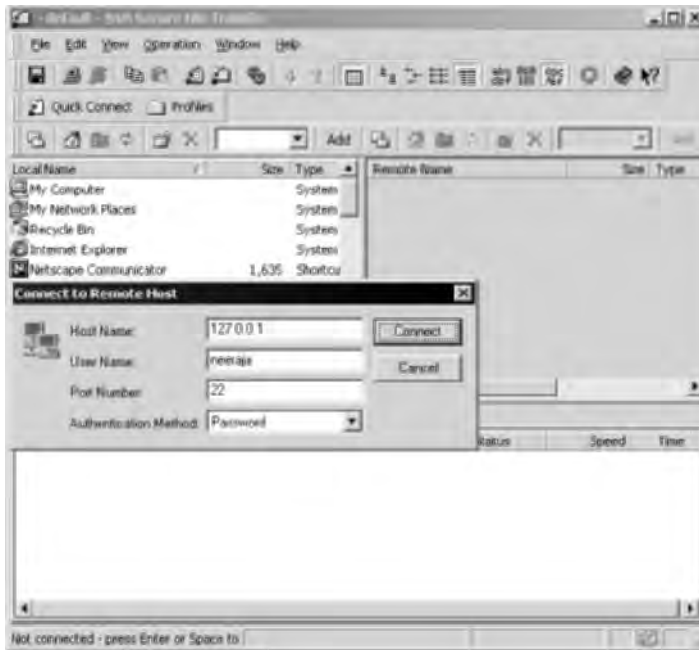 - default - SSH Secure File Transfer
File Edit View Operation Window Help
Quick Connect Profiles
Add
Local Name / Size Type
Remote Name Size Type
My Computer System
My Network Places System
Recycle Bin System
Internet Explorer System
Netscape Communicator 1,635 Shortcu
Connect to Remote Host
Host Name: 127.0.0.1
Connect
User Name: neeraja
Cancel
Port Number: 22
Authentication Method: Password
Status Speed Time
Not connected - press Enter or Space to